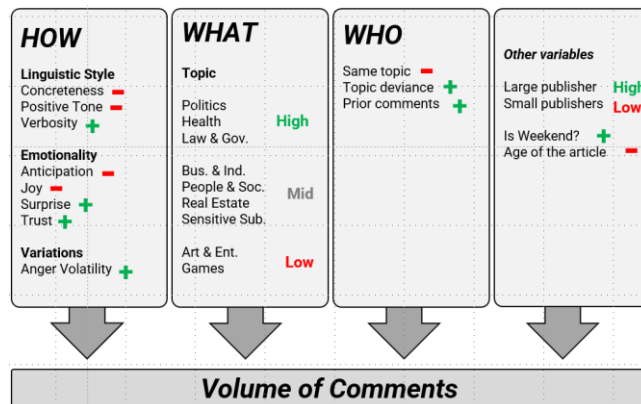 HOW
Linguistic Style
Concreteness −
Positive Tone −
Verbosity +
Emotionality
Anticipation −
Joy −
Surprise +
Trust +
Variations
Anger Volatility +
WHAT
Topic
Politics
Health High
Law & Gov.
Bus. & Ind.
People & Soc. Mid
Real Estate
Sensitive Sub.
Art & Ent. Low
Games
WHO
Same topic −
Topic deviance +
Prior comments +
Other variables
Large publisher High
Small publishers Low
Is Weekend? +
Age of the article −
Volume of Comments